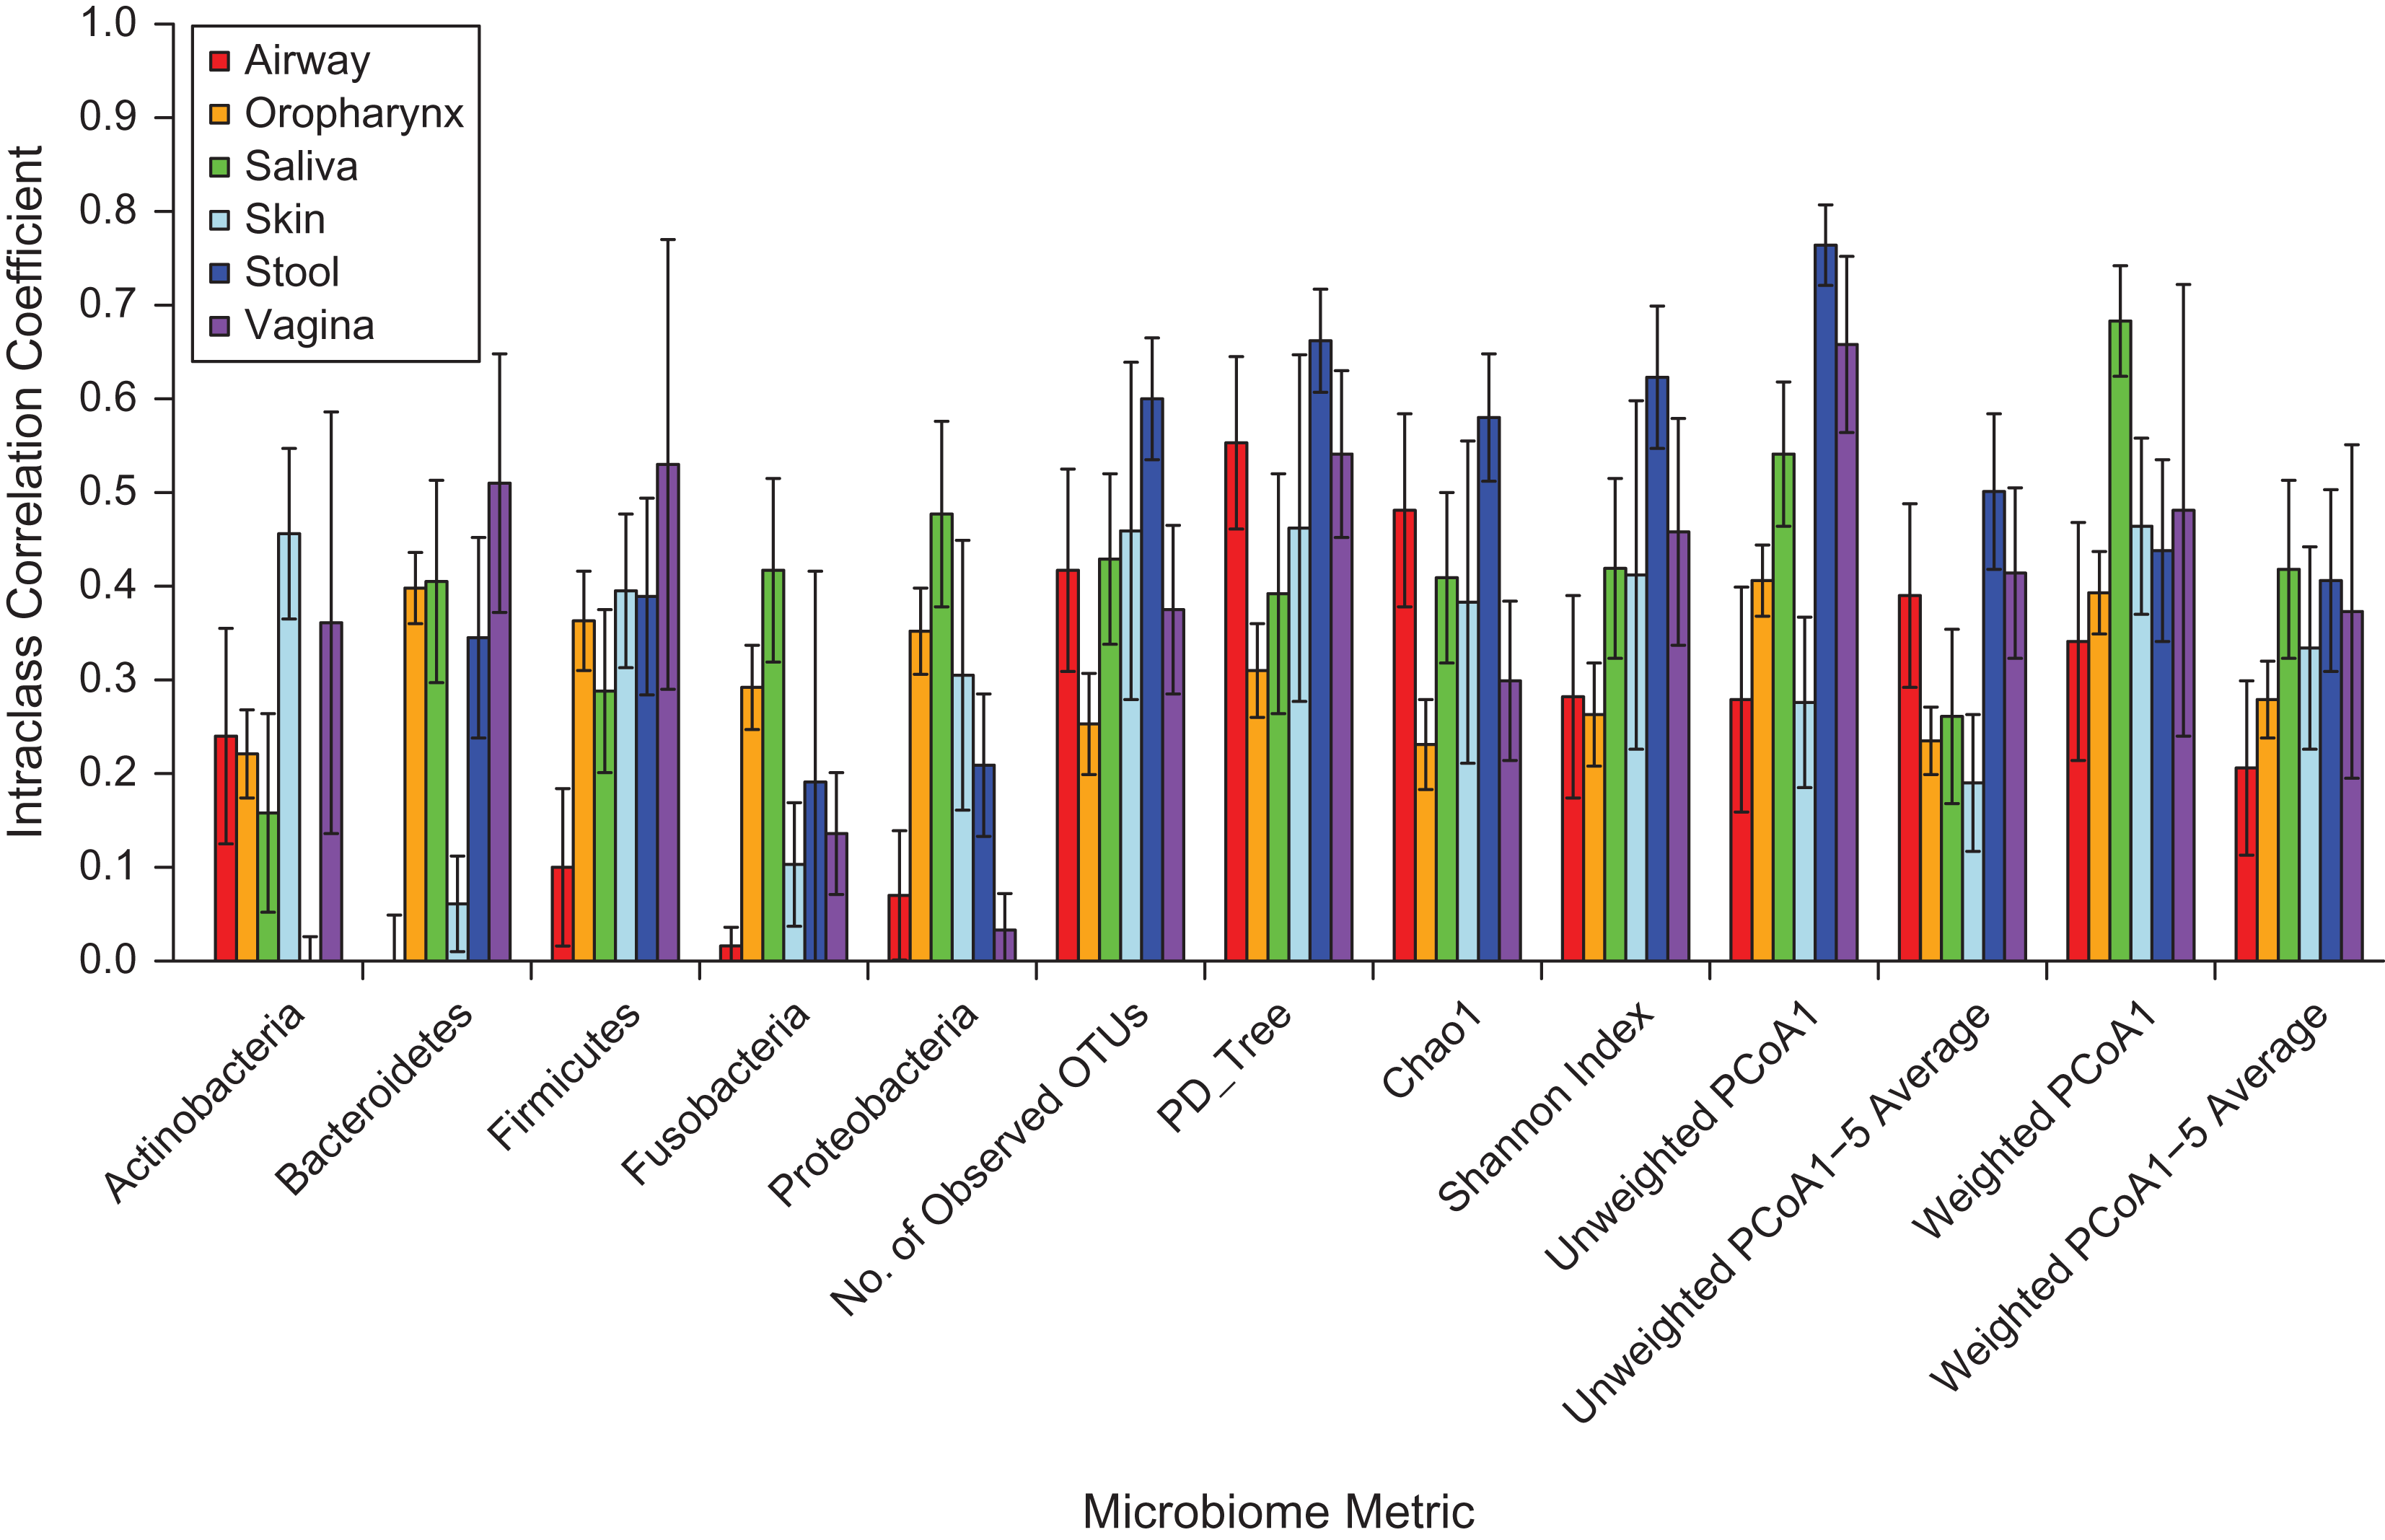 Intraclass Correlation Coefficient
1.0
0.9
0.8
0.7
0.6
0.5
0.4
0.3
0.2
0.1
0.0
Airway
Oropharynx
Saliva
Skin
Stool
Vagina
Actinobacteria
Bacteroidetes
Firmicutes
Fusobacteria
Proteobacteria
No. of Observed OTUs
PD_Tree
Chao1
Shannon Index
Unweighted PCoA1
Unweighted PCoA1–5 Average
Weighted PCoA1
Weighted PCoA1–5 Average
Microbiome Metric